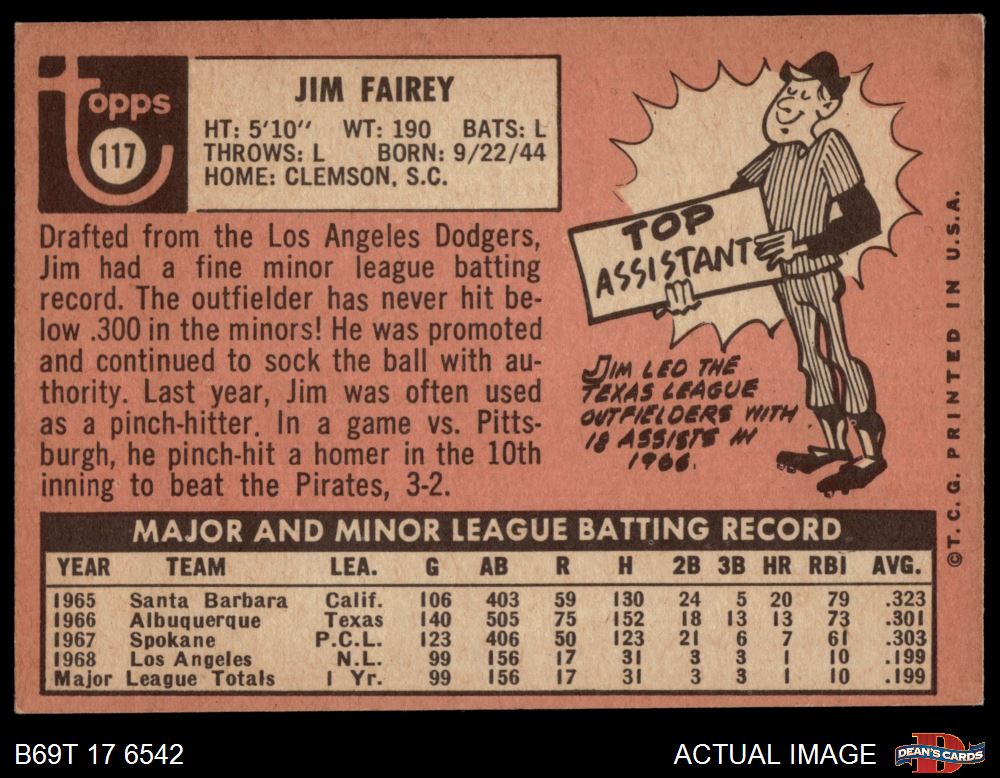 Topps
117
JIM FAIREY
HT: 5'10" WT: 190 BATS: L
THROWS: L BORN: 9/22/44
HOME: CLEMSON, S.C.
Drafted from the Los Angeles Dodgers,
Jim had a fine minor league batting
record. The outfielder has never hit be-
low .300 in the minors! He was promoted
and continued to sock the ball with au-
thority. Last year, Jim was often used
as a pinch-hitter. In a game vs. Pitts-
burgh, he pinch-hit a homer in the 10th
inning to beat the Pirates, 3-2.
TOP
ASSISTANT
JIM LED THE
TEXAS LEAGUE
OUTFIELDERS WITH
18 ASSISTS IN
1966.
©T.C.G. PRINTED IN U.S.A.
MAJOR AND MINOR LEAGUE BATTING RECORD
YEAR TEAM LEA. G AB R H 2B 3B HR RBI AVG.
1965 Santa Barbara Calif. 106 403 59 130 24 5 20 79 .323
1966 Albuquerque Texas 140 505 75 152 18 13 13 73 .301
1967 Spokane P.C.L. 123 406 50 123 21 6 7 61 .303
1968 Los Angeles N.L. 99 156 17 31 3 3 1 10 .199
Major League Totals 1 Yr. 99 156 17 31 3 3 1 10 .199
B69T 17 6542
ACTUAL IMAGE
DEAN'S CARDS